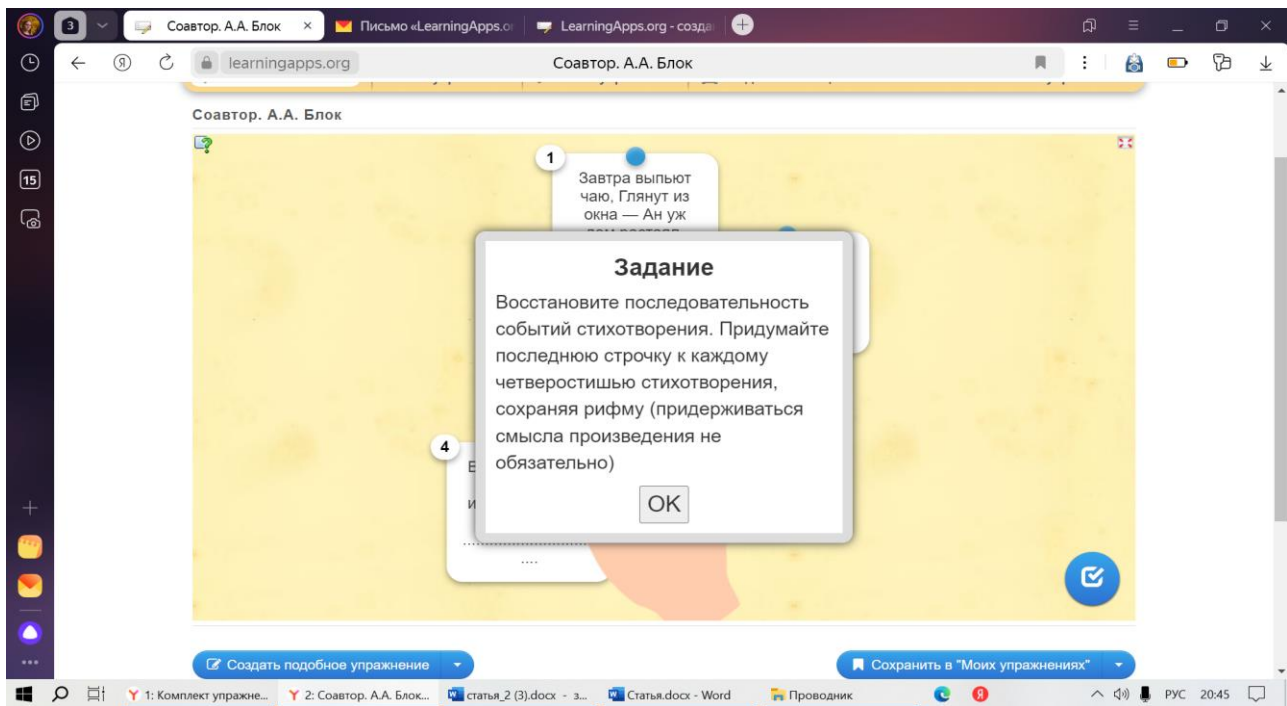 3
Соавтор. А.А. Блок
Письмо «LearningApps.o
LearningApps.org - созда
learningapps.org
Соавтор. А.А. Блок
15
Соавтор. А.А. Блок
1
Завтра выпьют
чаю, Глянут из
окна — Ан уж
Задание
Восстановите последовательность
событий стихотворения. Придумайте
последнюю строчку к каждому
четверостишью стихотворения,
сохраняя рифму (придерживаться
смысла произведения не
обязательно)
OK
4
В
и
.............................
....
Создать подобное упражнение
Сохранить в "Моих упражнениях"
1: Комплект упражне...
2: Соавтор. А.А. Блок...
статья_2 (3).docx - з...
Статья.docx - Word
Проводник
РУС
20:45